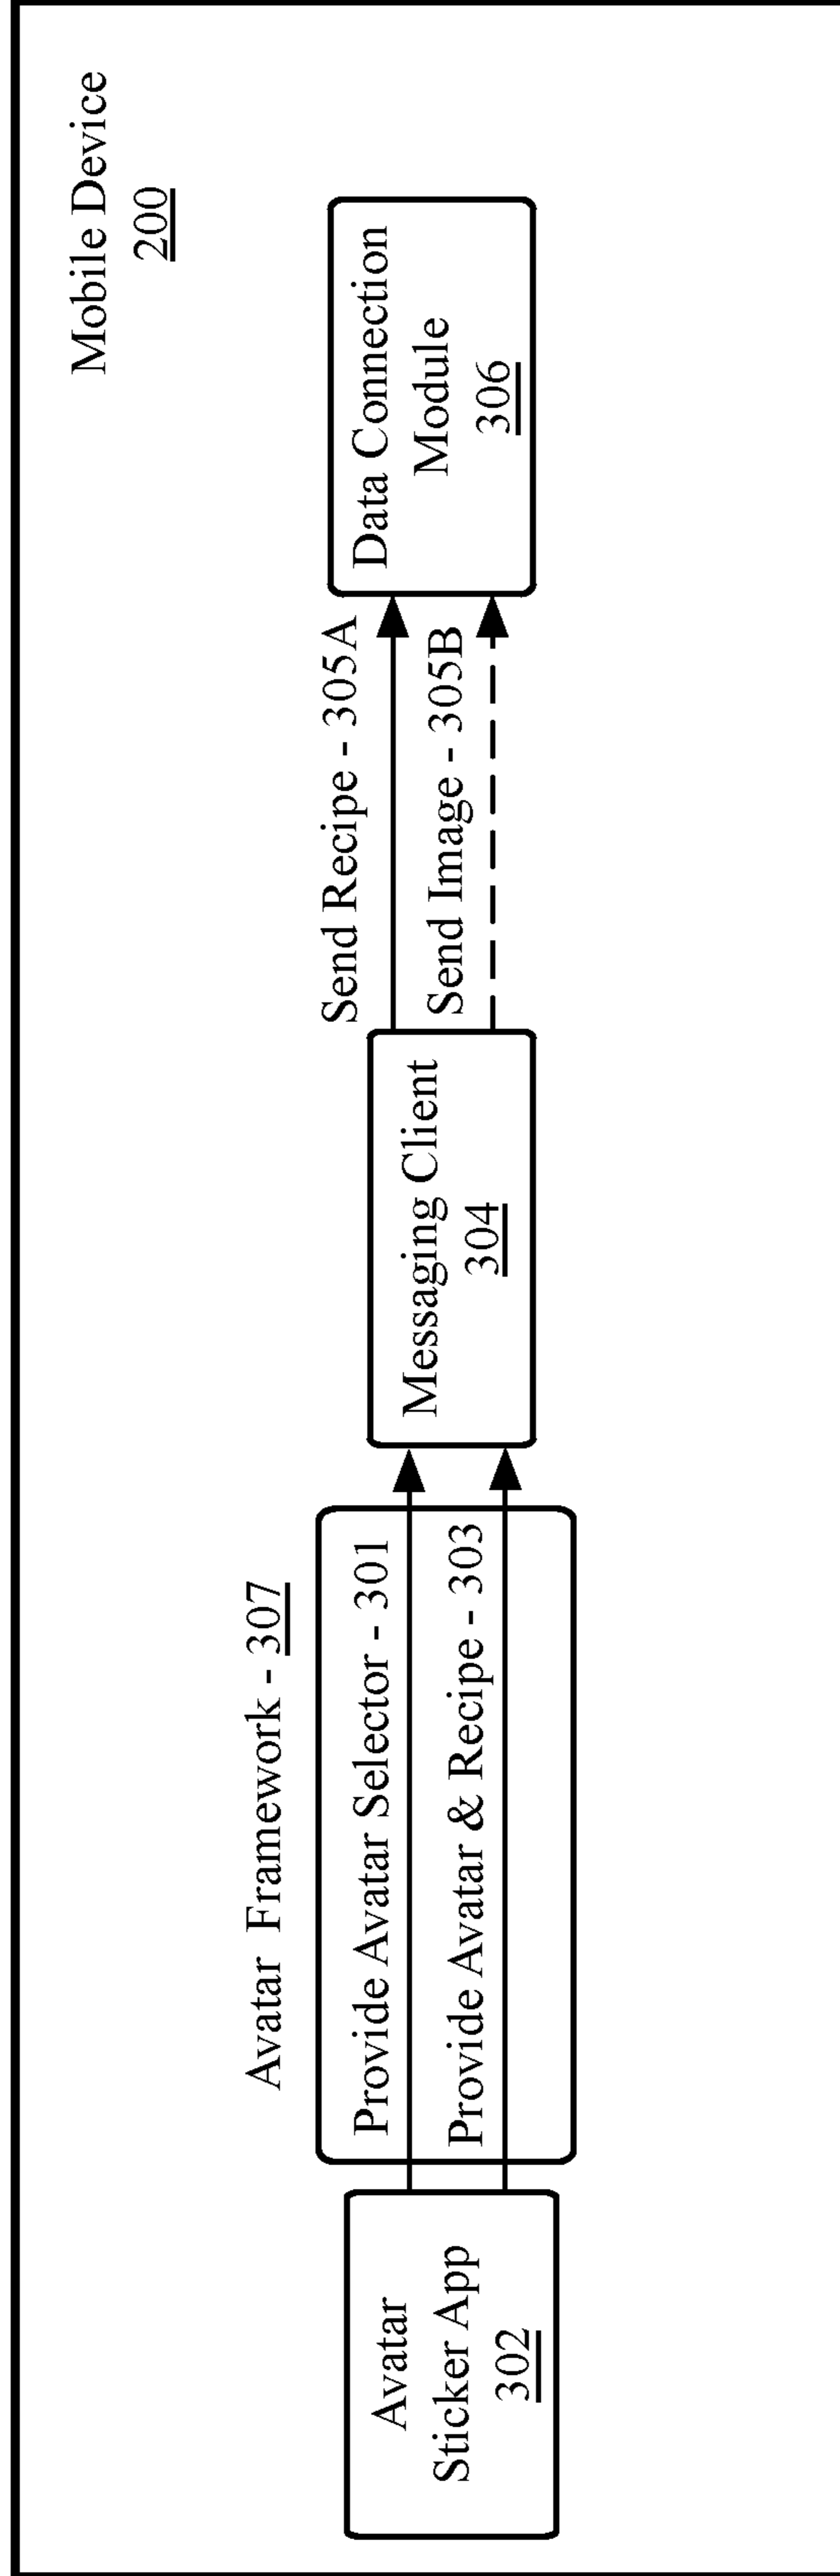 Mobile Device
200
Avatar Framework - 307
Avatar
Sticker App
302
Provide Avatar Selector - 301
Provide Avatar & Recipe - 303
Messaging Client
304
Send Recipe - 305A
Send Image - 305B
Data Connection
Module
306